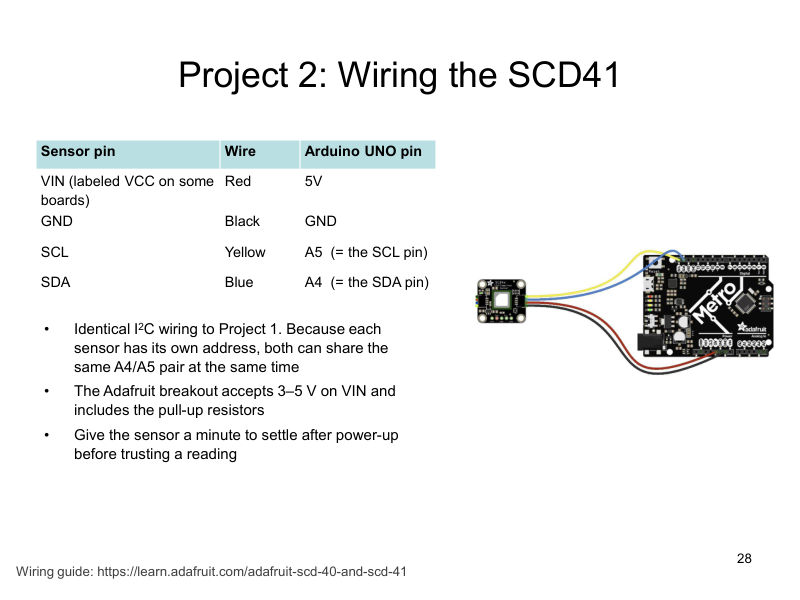 Project 2: Wiring the SCD41
Sensor pin Wire Arduino UNO pin
VIN (labeled VCC on some Red 5V
boards)
GND Black GND
SCL Yellow A5 (= the SCL pin)
SDA Blue A4 (= the SDA pin)
• Identical I²C wiring to Project 1. Because each
sensor has its own address, both can share the
same A4/A5 pair at the same time
• The Adafruit breakout accepts 3–5 V on VIN and
includes the pull-up resistors
• Give the sensor a minute to settle after power-up
before trusting a reading
Metro
adafruit
28
Wiring guide: https://learn.adafruit.com/adafruit-scd-40-and-scd-41